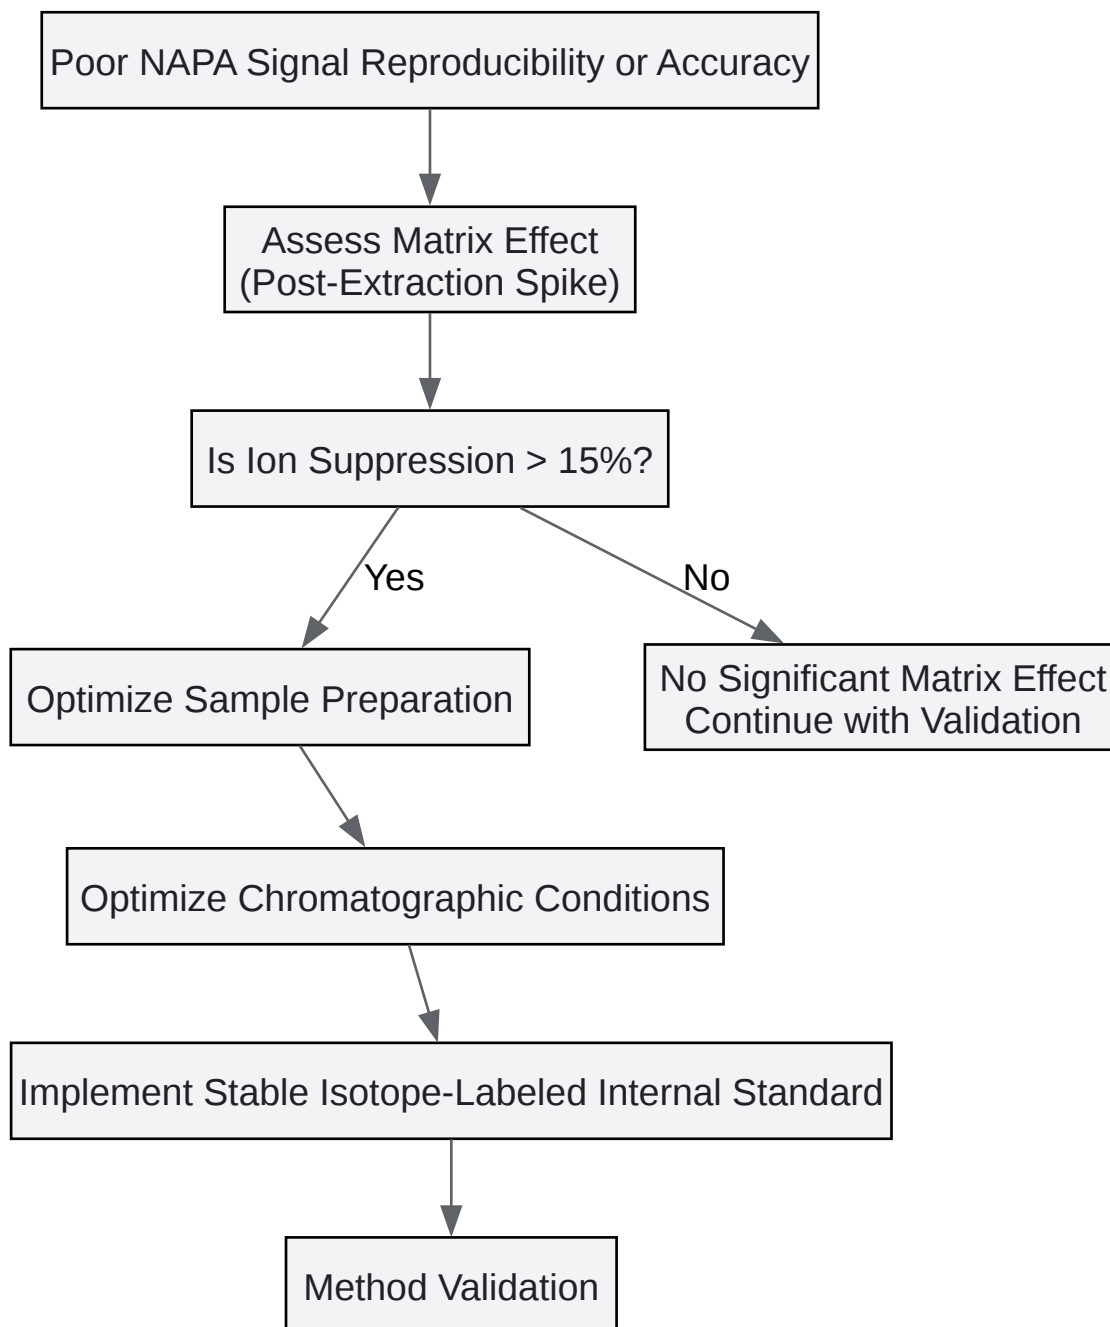 Poor NAPA Signal Reproducibility or Accuracy
Assess Matrix Effect
(Post-Extraction Spike)
Is Ion Suppression > 15%?
Yes
No
Optimize Sample Preparation
No Significant Matrix Effect
Continue with Validation
Optimize Chromatographic Conditions
Implement Stable Isotope-Labeled Internal Standard
Method Validation